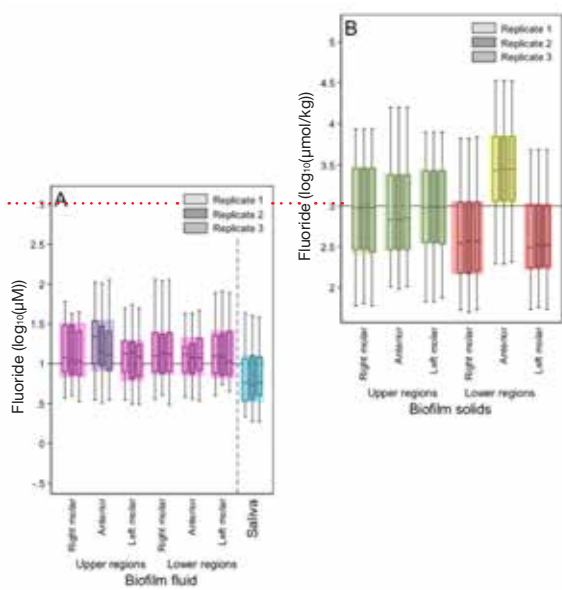 A
Replicate 1
Replicate 2
Replicate 3
Fluoride (log₁₀(µM))
3
2.5
2
1.5
1
.5
0
-.5
Right molar
Anterior
Left molar
Right molar
Anterior
Left molar
Saliva
Upper regions
Lower regions
Biofilm fluid
B
Replicate 1
Replicate 2
Replicate 3
Fluoride (log₁₀(µmol/kg))
5
4.5
4
3.5
3
2.5
2
Right molar
Anterior
Left molar
Right molar
Anterior
Left molar
Upper regions
Lower regions
Biofilm solids